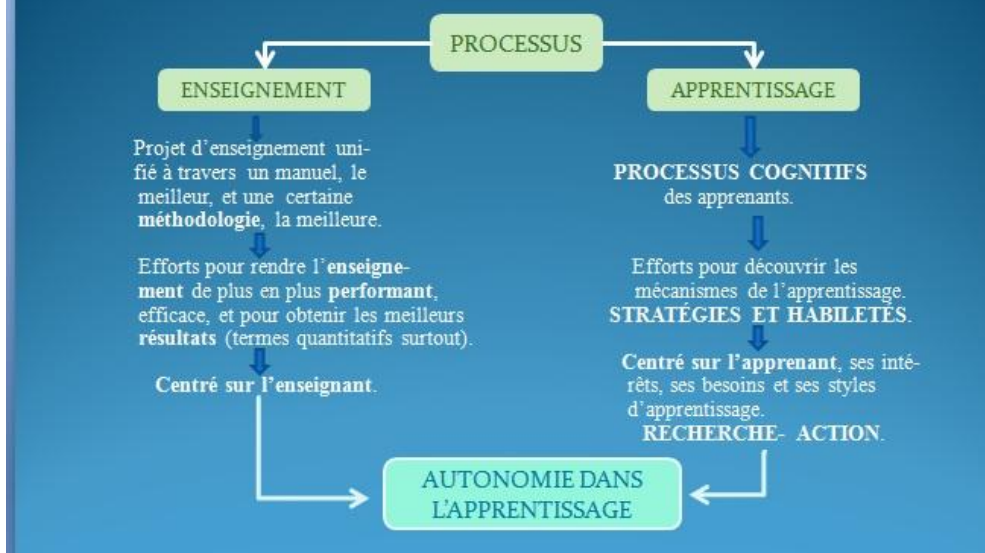 PROCESSUS
ENSEIGNEMENT
Projet d’enseignement uni-
fié à travers un manuel, le
meilleur, et une certaine
méthodologie, la meilleure.
Efforts pour rendre l’enseigne-
ment de plus en plus performant,
efficace, et pour obtenir les meilleurs
résultats (termes quantitatifs surtout).
Centré sur l’enseignant.
APPRENTISSAGE
PROCESSUS COGNITIFS
des apprenants.
Efforts pour découvrir les
mécanismes de l’apprentissage.
STRATÉGIES ET HABILETÉS.
Centré sur l’apprenant, ses inté-
rêts, ses besoins et ses styles
d’apprentissage.
RECHERCHE- ACTION.
AUTONOMIE DANS
L’APPRENTISSAGE